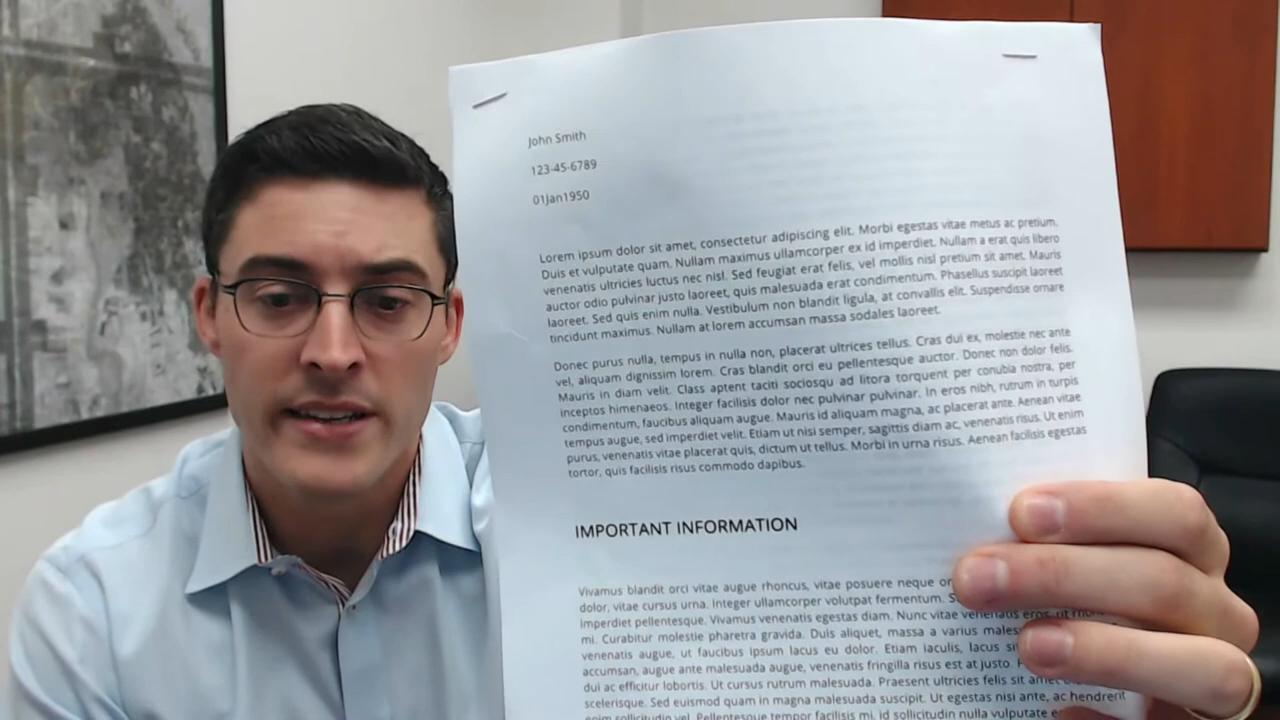 John Smith
123-45-6789
01Jan1950
Lorem ipsum dolor sit amet, consectetur adipiscing elit. Morbi egestas vitae metus ac pretium.
Duis et vulputate quam. Nullam maximus ullamcorper ex id imperdiet. Nullam a erat quis libero
venenatis ultricies luctus nec nisl. Sed feugiat erat felis, vel mollis nisl pretium sit amet. Mauris
auctor odio pulvinar justo laoreet, quis malesuada erat condimentum. Phasellus suscipit laoreet
laoreet. Sed quis enim nulla. Vestibulum non blandit ligula, at convallis elit. Suspendisse ornare
tincidunt maximus. Nullam at lorem accumsan massa sodales laoreet.
Donec purus nulla, tempus in nulla non, placerat ultrices tellus. Cras dui ex, molestie nec ante
vel, aliquam dignissim lorem. Cras blandit orci eu pellentesque auctor. Donec non dolor felis.
Mauris in diam velit. Class aptent taciti sociosqu ad litora torquent per conubia nostra, per
inceptos himenaeos. Integer facilisis dolor nec pulvinar pulvinar. In eros nibh, rutrum in turpis
condimentum, faucibus aliquam augue. Mauris id aliquam magna, ac placerat ante. Aenean vitae
tempus augue, sed imperdiet velit. Etiam ut nisi semper, sagittis diam ac, venenatis risus. Ut enim
purus, venenatis vitae placerat quis, dictum ut tellus. Morbi in urna risus. Aenean facilisis egestas
tortor, quis facilisis risus commodo dapibus.
IMPORTANT INFORMATION
Vivamus blandit orci vitae augue rhoncus, vitae posuere neque
dolor, vitae cursus urna. Integer ullamcorper volutpat fermentum.
imperdiet pellentesque. Vivamus venenatis egestas diam. Nunc vitae venenatis eros, ut
mi. Curabitur molestie pharetra gravida. Duis aliquet, massa a varius
venenatis augue, ut faucibus ipsum lacus eu dolor. Etiam iaculis, lacus
accumsan, augue ante malesuada augue, venenatis fringilla risus est at justo.
dui ac efficitur lobortis. Ut cursus rutrum malesuada. Praesent ultricies felis sit amet
scelerisque. Sed euismod quam in magna malesuada suscipit. Ut egestas nisi ante, ac hendrerit
enim sollicitudin vel. Pellentesque tempor facilisis mi, id sollicitudin nulla vulputate